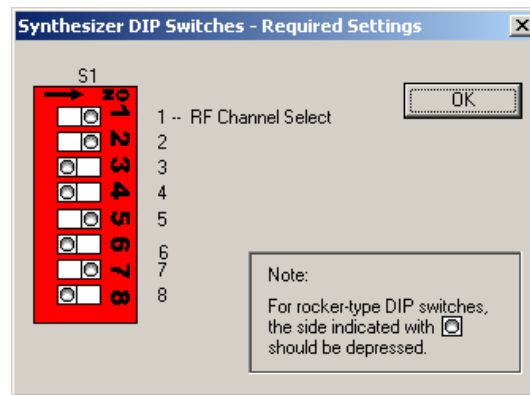 Synthesizer DIP Switches - Required Settings
S1
ON
OK
1 1 -- RF Channel Select
2 2
3 3
4 4
5 5
6 6
7 7
8 8
Note:
For rocker-type DIP switches,
the side indicated with
should be depressed.